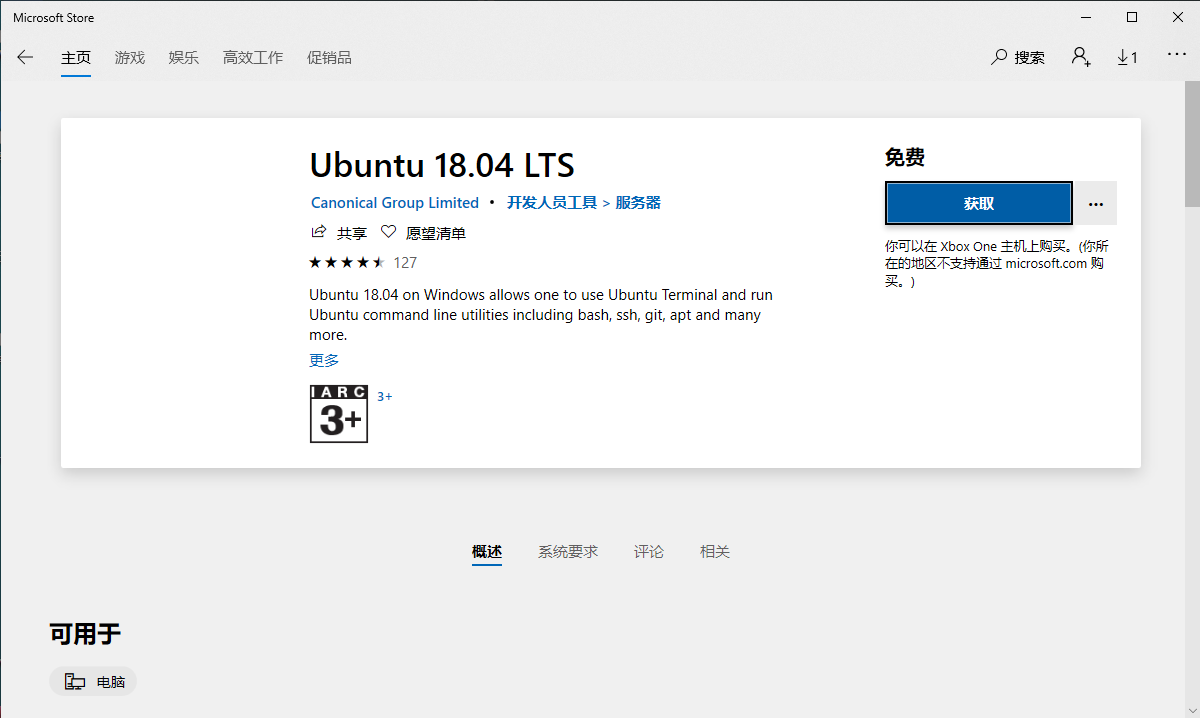 Microsoft Store
主页 游戏 娱乐 高效工作 促销品 搜索 1
Ubuntu 18.04 LTS
Canonical Group Limited • 开发人员工具 > 服务器
共享 愿望清单
127
Ubuntu 18.04 on Windows allows one to use Ubuntu Terminal and run
Ubuntu command line utilities including bash, ssh, git, apt and many
more.
更多
IARC
3+
3+
免费
获取
你可以在 Xbox One 主机上购买。(你所
在的地区不支持通过 microsoft.com 购
买。)
概述 系统要求 评论 相关
可用于
电脑